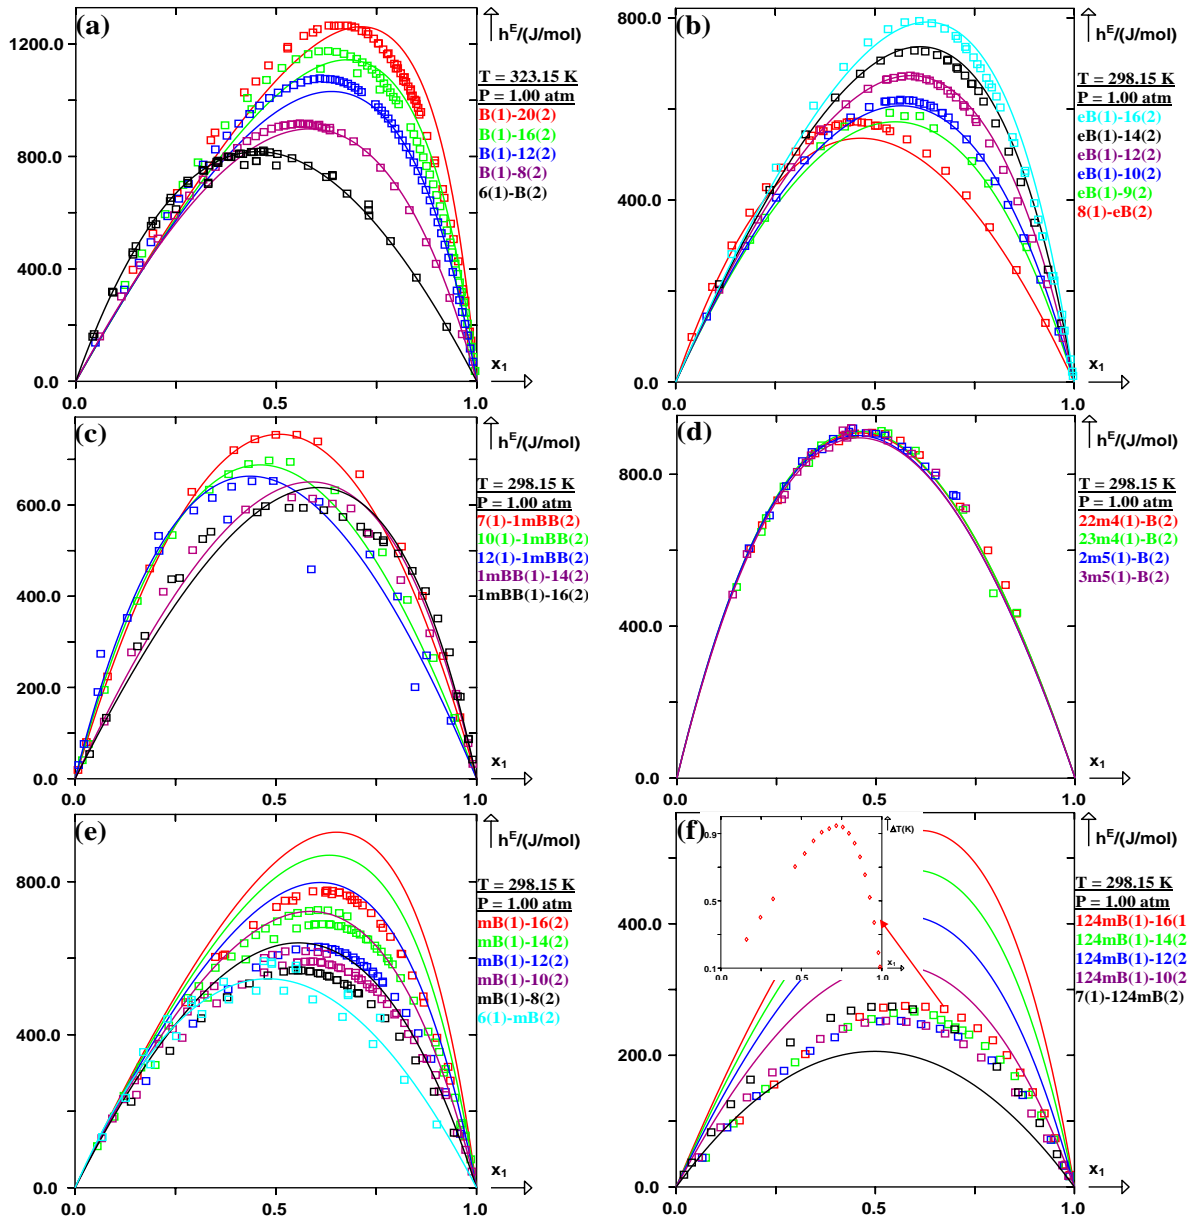 (a)
hᴱ/(J/mol)
1200.0
800.0
400.0
0.0
T = 323.15 K
P = 1.00 atm
B(1)-20(2)
B(1)-16(2)
B(1)-12(2)
B(1)-8(2)
6(1)-B(2)
x₁
0.0
0.5
1.0
(b)
hᴱ/(J/mol)
800.0
400.0
0.0
T = 298.15 K
P = 1.00 atm
eB(1)-16(2)
eB(1)-14(2)
eB(1)-12(2)
eB(1)-10(2)
eB(1)-9(2)
8(1)-eB(2)
x₁
0.0
0.5
1.0
(c)
hᴱ/(J/mol)
600.0
400.0
200.0
0.0
T = 298.15 K
P = 1.00 atm
7(1)-1mBB(2)
10(1)-1mBB(2)
12(1)-1mBB(2)
1mBB(1)-14(2)
1mBB(1)-16(2)
x₁
0.0
0.5
1.0
(d)
hᴱ/(J/mol)
800.0
400.0
0.0
T = 298.15 K
P = 1.00 atm
22m4(1)-B(2)
23m4(1)-B(2)
2m5(1)-B(2)
3m5(1)-B(2)
x₁
0.0
0.5
1.0
(e)
hᴱ/(J/mol)
800.0
400.0
0.0
T = 298.15 K
P = 1.00 atm
mB(1)-16(2)
mB(1)-14(2)
mB(1)-12(2)
mB(1)-10(2)
mB(1)-8(2)
6(1)-mB(2)
x₁
0.0
0.5
1.0
(f)
hᴱ/(J/mol)
400.0
200.0
0.0
T = 298.15 K
P = 1.00 atm
124mB(1)-16(1
124mB(1)-14(2
124mB(1)-12(2
124mB(1)-10(2
7(1)-124mB(2)
x₁
0.0
0.5
1.0
ΔT(K)
0.9
0.5
0.1
x₁
0.0
0.5
1.0